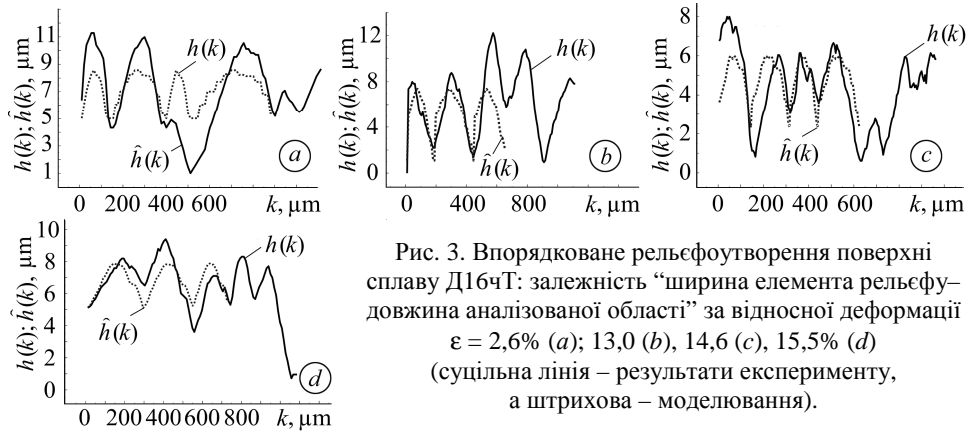 h(k); ĥ(k), μm
11
9
7
5
3
1
h(k)
ĥ(k)
a
0 200 400 600 k, μm
h(k); ĥ(k), μm
12
8
4
0
h(k)
ĥ(k)
b
0 400 800 k, μm
h(k); ĥ(k), μm
8
6
4
2
0
h(k)
ĥ(k)
c
0 200 400 600 k, μm
h(k); ĥ(k), μm
10
8
6
4
2
0
h(k)
ĥ(k)
d
0 200 400 600 800 k, μm
Рис. 3. Впорядковане рельєфоутворення поверхні
сплаву Д16чТ: залежність “ширина елемента рельєфу–
довжина аналізованої області” за відносної деформації
ε = 2,6% (a); 13,0 (b), 14,6 (c), 15,5% (d)
(суцільна лінія – результати експерименту,
а штрихова – моделювання).